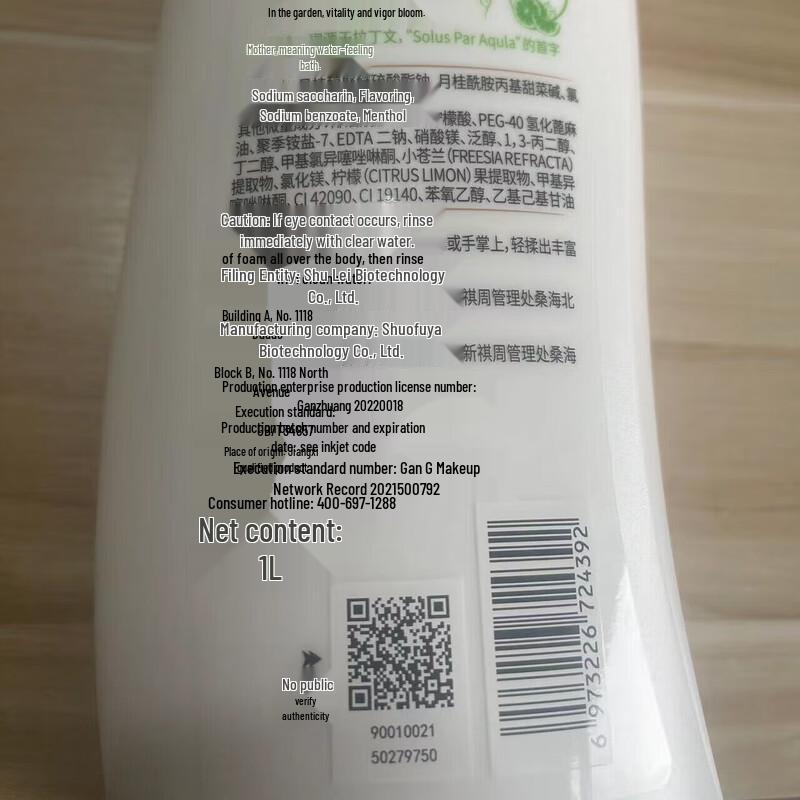 In the garden, vitality and vigor bloom.
拉丁文，“Solus Par Aqula”的首字
Mother, meaning water-feeling
bath.
月桂酰胺丙基甜菜碱、氯
Sodium saccharin, Flavoring,
Sodium benzoate, Menthol
柠檬酸、PEG-40 氢化蓖麻
油、聚季铵盐-7、EDTA 二钠、硝酸镁、泛醇、1,3-丙二醇、
丁二醇、甲基氯异噻唑啉酮、小苍兰（FREESIA REFRACTA）
提取物、氯化镁、柠檬（CITRUS LIMON）果提取物、甲基异
噻唑啉酮、CI 42090、CI 19140、苯氧乙醇、乙基己基甘油
Caution: If eye contact occurs, rinse
immediately with clear water.
或手掌上，轻揉出丰富
of foam all over the body, then rinse
Filing Entity: Shu Lei Biotechnology
Co., Ltd.
祺周管理处桑海北
Building A, No. 1118
Manufacturing company: Shuofuya
Biotechnology Co., Ltd.
新祺周管理处桑海
Block B, No. 1118 North
Avenue
Production enterprise production license number:
Ganzhuang 20220018
Execution standard:
Production batch number and expiration
date: see inkjet code
Place of origin: Jiangxi
Execution standard number: Gan G Makeup
Network Record 2021500792
Consumer hotline: 400-697-1288
Net content:
1L
No public
verify
authenticity
90010021
50279750
6 973226 724392